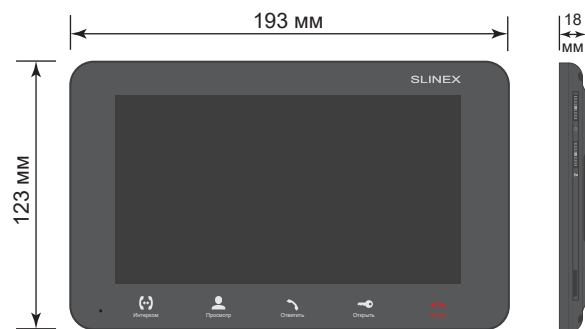 193 мм
18
мм
SLINEX
123 мм
Интерком Просмотр Ответить Открыть